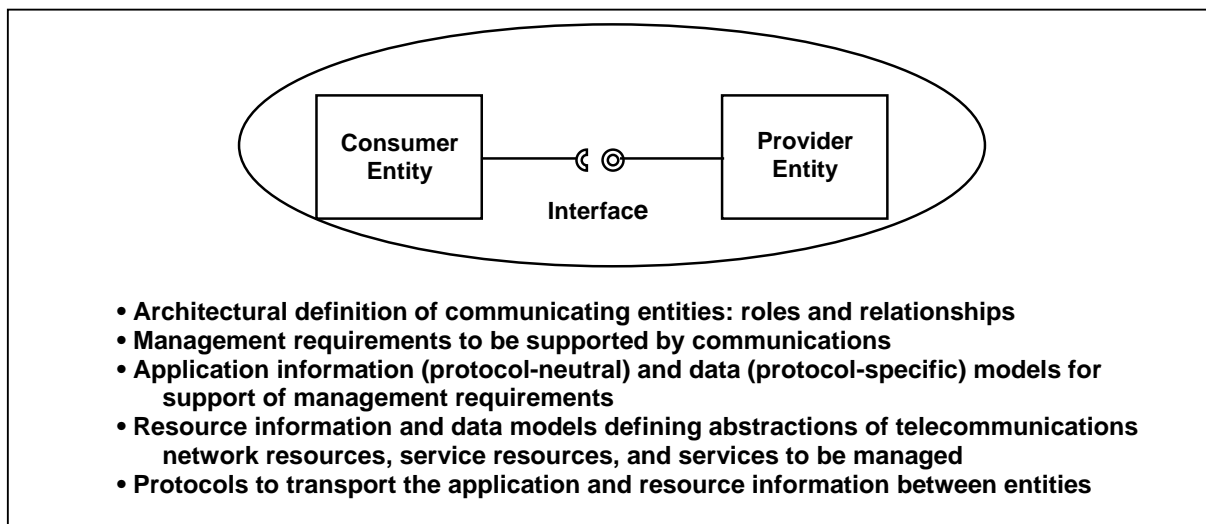 Consumer
Entity
Provider
Entity
Interface
• Architectural definition of communicating entities: roles and relationships
• Management requirements to be supported by communications
• Application information (protocol-neutral) and data (protocol-specific) models for
support of management requirements
• Resource information and data models defining abstractions of telecommunications
network resources, service resources, and services to be managed
• Protocols to transport the application and resource information between entities